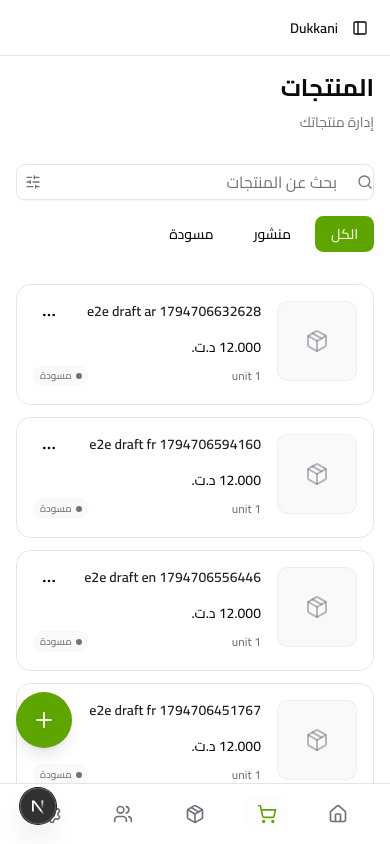 Dukkani
المنتجات
إدارة منتجاتك
بحث عن المنتجات
الكل منشور مسودة
e2e draft ar 1794706632628
12.000 د.ت.
1 unit مسودة
e2e draft fr 1794706594160
12.000 د.ت.
1 unit مسودة
e2e draft en 1794706556446
12.000 د.ت.
1 unit مسودة
e2e draft fr 1794706451767
12.000 د.ت.
1 unit مسودة
N